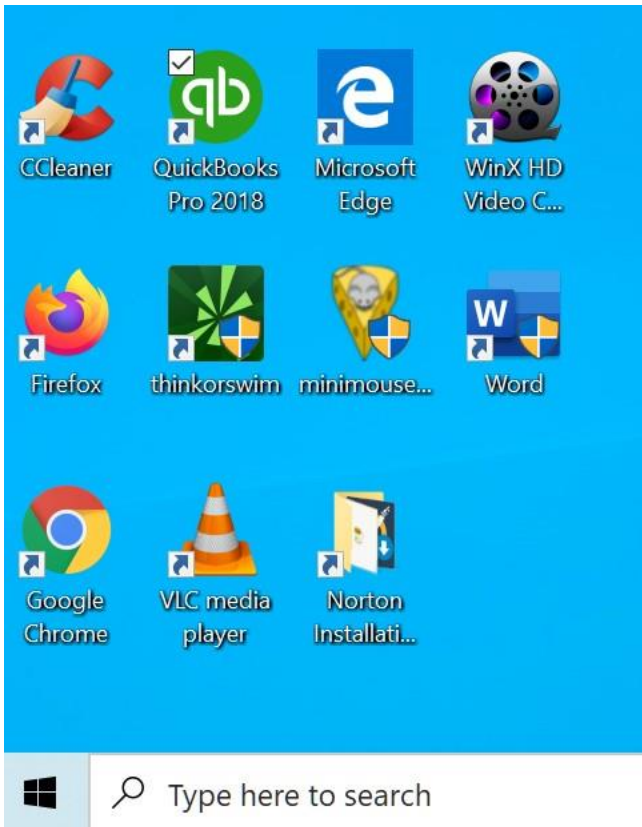 CCleaner
QuickBooks
Pro 2018
Microsoft
Edge
WinX HD
Video C...
Firefox
thinkorswim
minimouse...
Word
Google
Chrome
VLC media
player
Norton
Installati...
Type here to search
qb
W